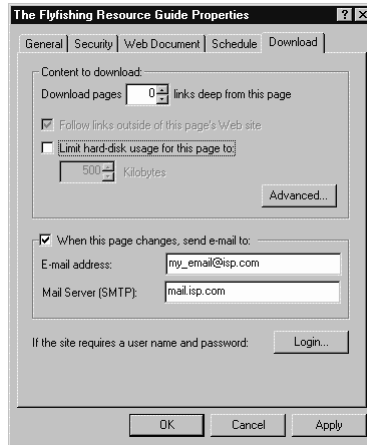 The Flyfishing Resource Guide Properties
General Security Web Document Schedule Download
Content to download:
Download pages 0 links deep from this page
Follow links outside of this page's Web site
Limit hard-disk usage for this page to:
500 Kilobytes
Advanced...
When this page changes, send e-mail to:
E-mail address: my_email@isp.com
Mail Server (SMTP): mail.isp.com
If the site requires a user name and password: Login...
OK Cancel Apply